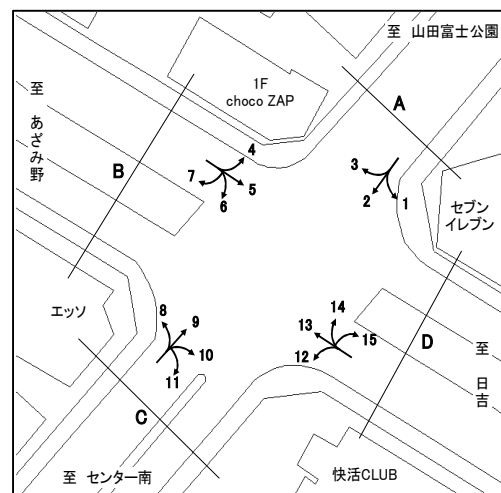 至 山田富士公園
1F
choco ZAP
A
至 あざみ野
B
4
7
5
6
3
2
1
セブン
イレブン
エッソ
8
9
10
11
14
13
15
12
D
至 日吉
C
至 センター南
快活CLUB